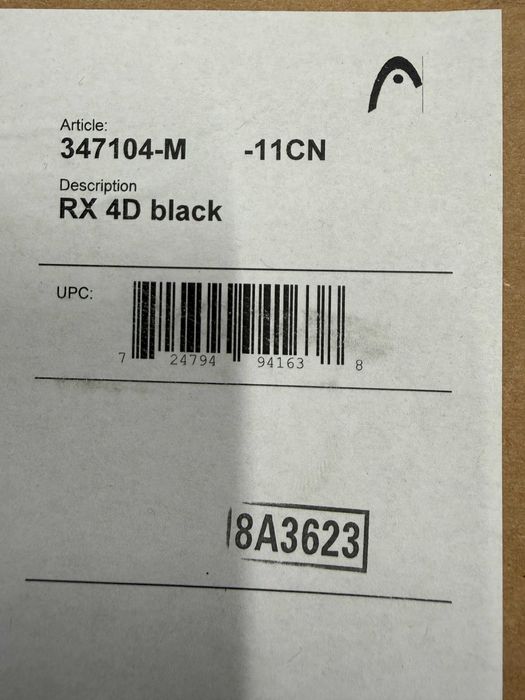 Article:
347104-M -11CN
Description
RX 4D black
UPC:
7 24794 94163 8
8A3623